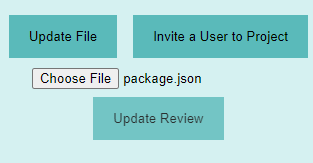 Update File Invite a User to Project
Choose File package.json
Update Review